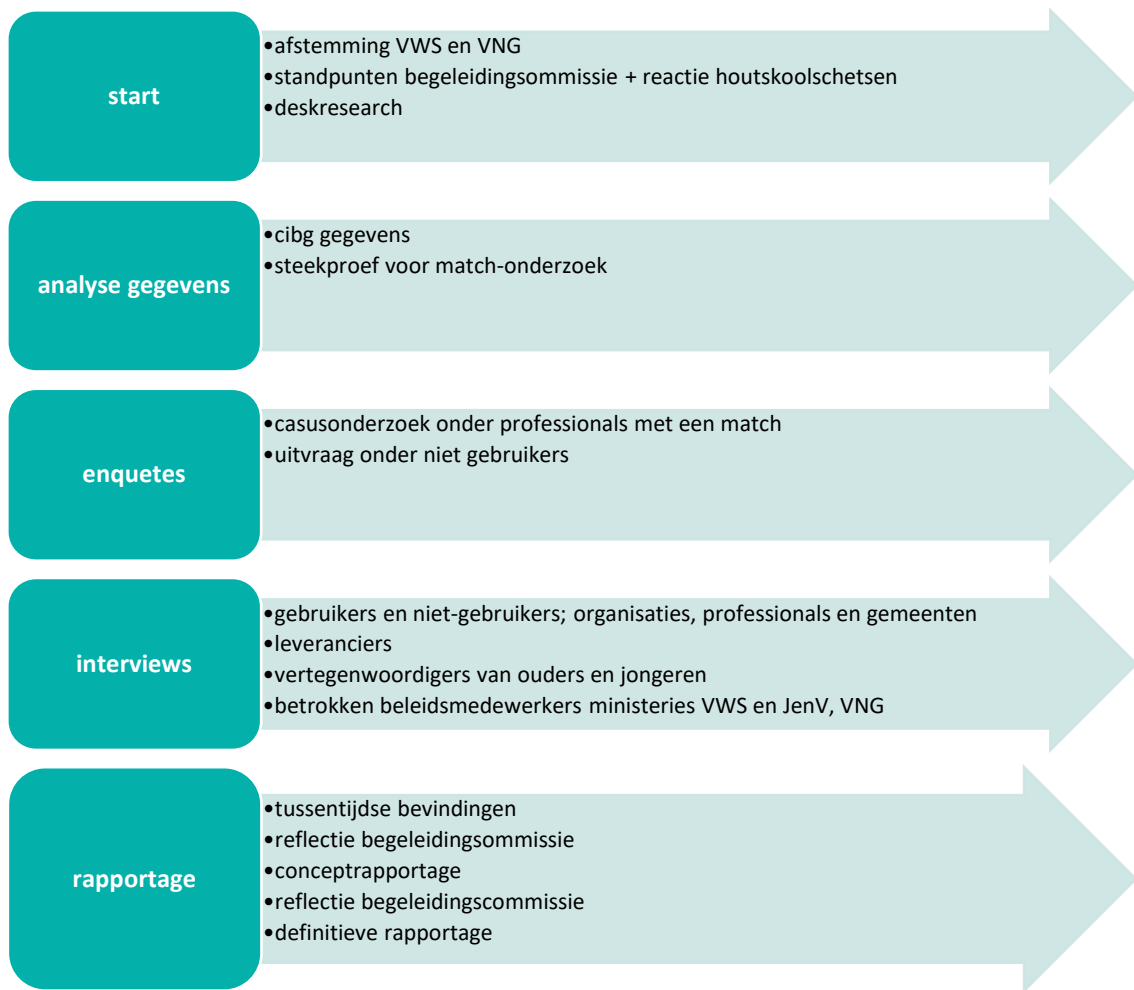 start
•afstemming VWS en VNG
•standpunten begeleidingsommissie + reactie houtskoolschetsen
•deskresearch
analyse gegevens
•cibg gegevens
•steekproef voor match-onderzoek
enquetes
•casusonderzoek onder professionals met een match
•uitvraag onder niet gebruikers
interviews
•gebruikers en niet-gebruikers; organisaties, professionals en gemeenten
•leveranciers
•vertegenwoordigers van ouders en jongeren
•betrokken beleidsmedewerkers ministeries VWS en JenV, VNG
rapportage
•tussentijdse bevindingen
•reflectie begeleidingsommissie
•conceptrapportage
•reflectie begeleidingscommissie
•definitieve rapportage